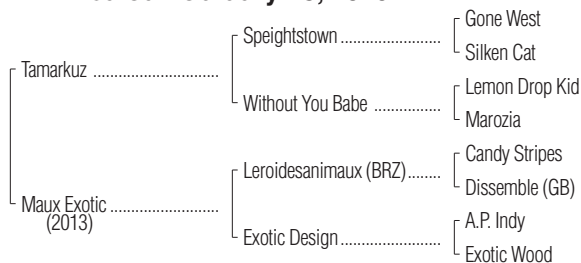 Gone West
Speightstown
Silken Cat
Tamarkuz
Lemon Drop Kid
Without You Babe
Marozia
Candy Stripes
Leroidesanimaux (BRZ)
Dissemble (GB)
Maux Exotic
(2013)
A.P. Indy
Exotic Design
Exotic Wood